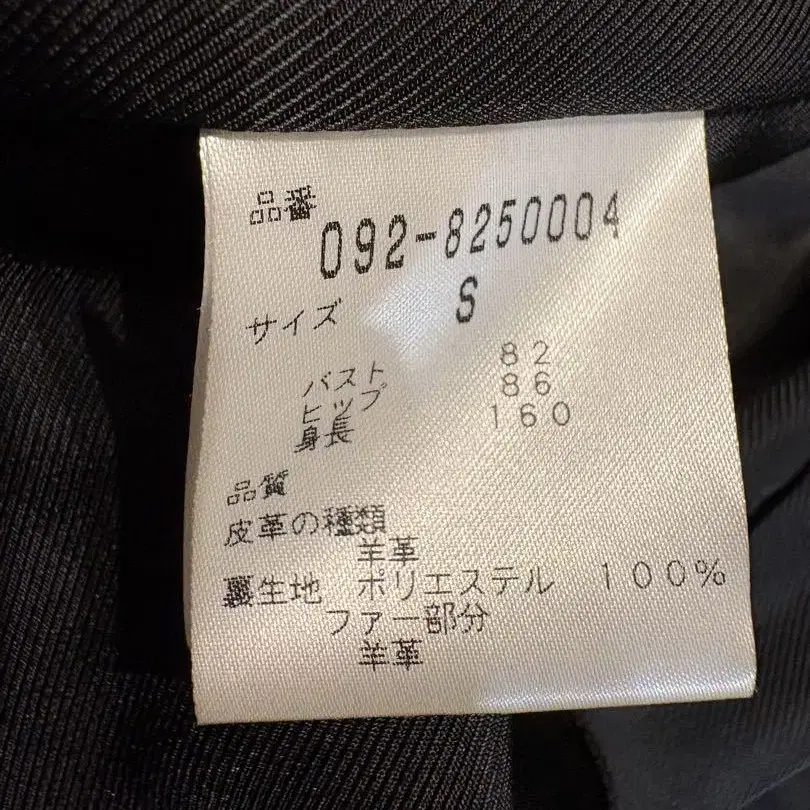 品番
092-8250004
サイズ S
バスト 82
ヒップ 86
身長 160
品質
皮革の種類
羊革
裏生地 ポリエステル 100%
ファー部分
羊革